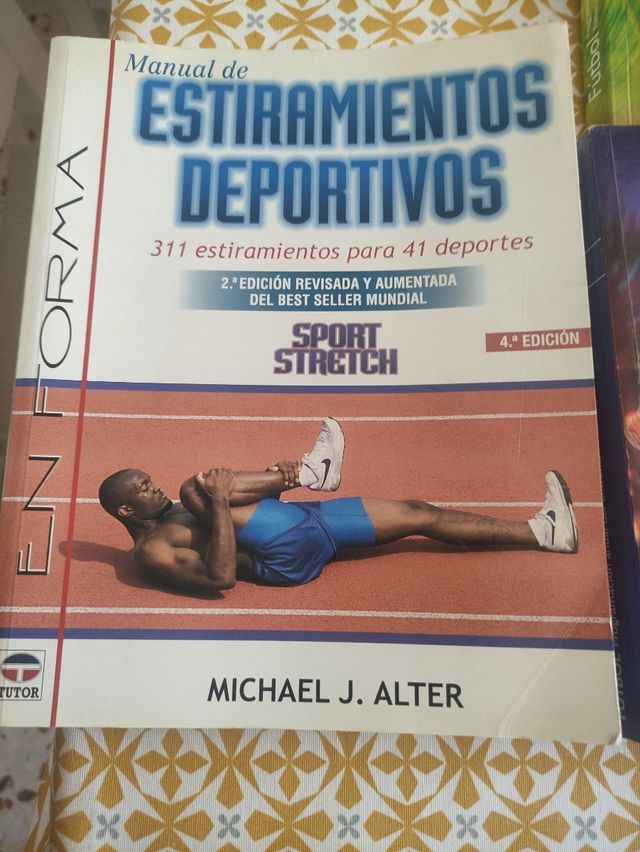 Manual de
ESTIRAMIENTOS
DEPORTIVOS
311 estiramientos para 41 deportes
2.ª EDICIÓN REVISADA Y AUMENTADA
DEL BEST SELLER MUNDIAL
SPORT
STRETCH
4.ª EDICIÓN
EN FORMA
TUTOR
MICHAEL J. ALTER
Futbol